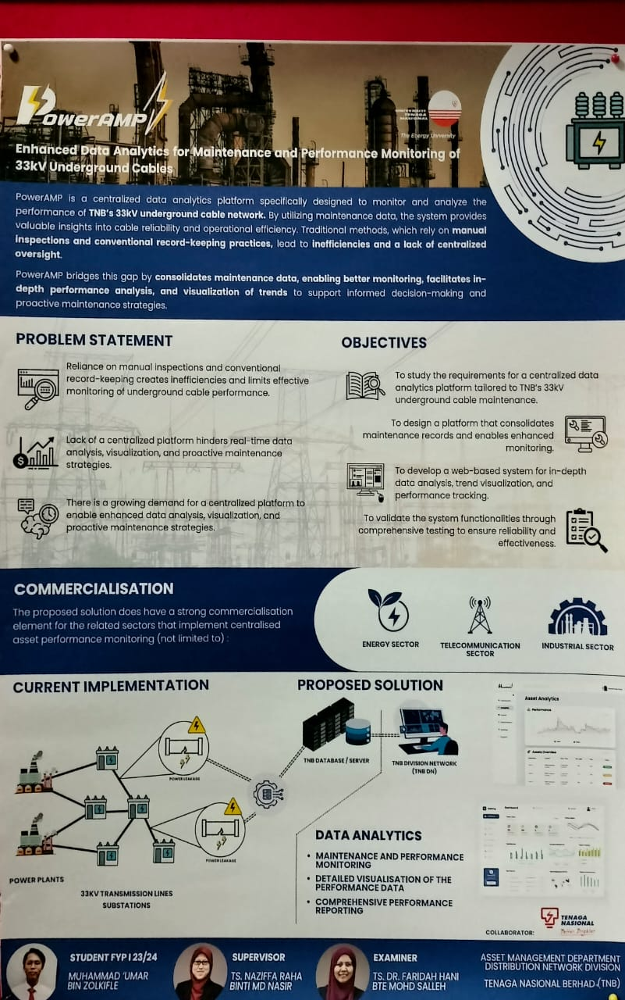 PowerAMP
UNIVERSITI
TENAGA
NASIONAL
The Energy University
Enhanced Data Analytics for Maintenance and Performance Monitoring of
33kV Underground Cables
PowerAMP is a centralized data analytics platform specifically designed to monitor and analyze the
performance of TNB's 33kV underground cable network. By utilizing maintenance data, the system provides
valuable insights into cable reliability and operational efficiency. Traditional methods, which rely on manual
inspections and conventional record-keeping practices, lead to inefficiencies and a lack of centralized
oversight.
PowerAMP bridges this gap by consolidates maintenance data, enabling better monitoring, facilitates in-
depth performance analysis, and visualization of trends to support informed decision-making and
proactive maintenance strategies.
PROBLEM STATEMENT
Reliance on manual inspections and conventional
record-keeping creates inefficiencies and limits effective
monitoring of underground cable performance.
Lack of a centralized platform hinders real-time data
analysis, visualization, and proactive maintenance
strategies.
There is a growing demand for a centralized platform to
enable enhanced data analysis, visualization, and
proactive maintenance strategies.
OBJECTIVES
To study the requirements for a centralized data
analytics platform tailored to TNB's 33kV
underground cable maintenance.
To design a platform that consolidates
maintenance records and enables enhanced
monitoring.
To develop a web-based system for in-depth
data analysis, trend visualization, and
performance tracking.
To validate the system functionalities through
comprehensive testing to ensure reliability and
effectiveness.
COMMERCIALISATION
The proposed solution does have a strong commercialisation
element for the related sectors that implement centralised
asset performance monitoring (not limited to) :
ENERGY SECTOR
TELECOMMUNICATION
SECTOR
INDUSTRIAL SECTOR
CURRENT IMPLEMENTATION
POWER LEAKAGE
POWER LEAKAGE
POWER PLANTS
33KV TRANSMISSION LINES
SUBSTATIONS
PROPOSED SOLUTION
TNB DATABASE / SERVER
TNB DIVISION NETWORK
(TNB DN)
Asset Analytics
Performance
Assets Overview
DATA ANALYTICS
• MAINTENANCE AND PERFORMANCE
MONITORING
• DETAILED VISUALISATION OF THE
PERFORMANCE DATA
• COMPREHENSIVE PERFORMANCE
REPORTING
COLLABORATOR:
TENAGA
NASIONAL
Better. Brighter.
STUDENT FYP I 23/24
MUHAMMAD 'UMAR
BIN ZOLKIFLE
SUPERVISOR
TS. NAZIFFA RAHA
BINTI MD NASIR
EXAMINER
TS. DR. FARIDAH HANI
BTE MOHD SALLEH
ASSET MANAGEMENT DEPARTMENT
DISTRIBUTION NETWORK DIVISION
TENAGA NASIONAL BERHAD (TNB)